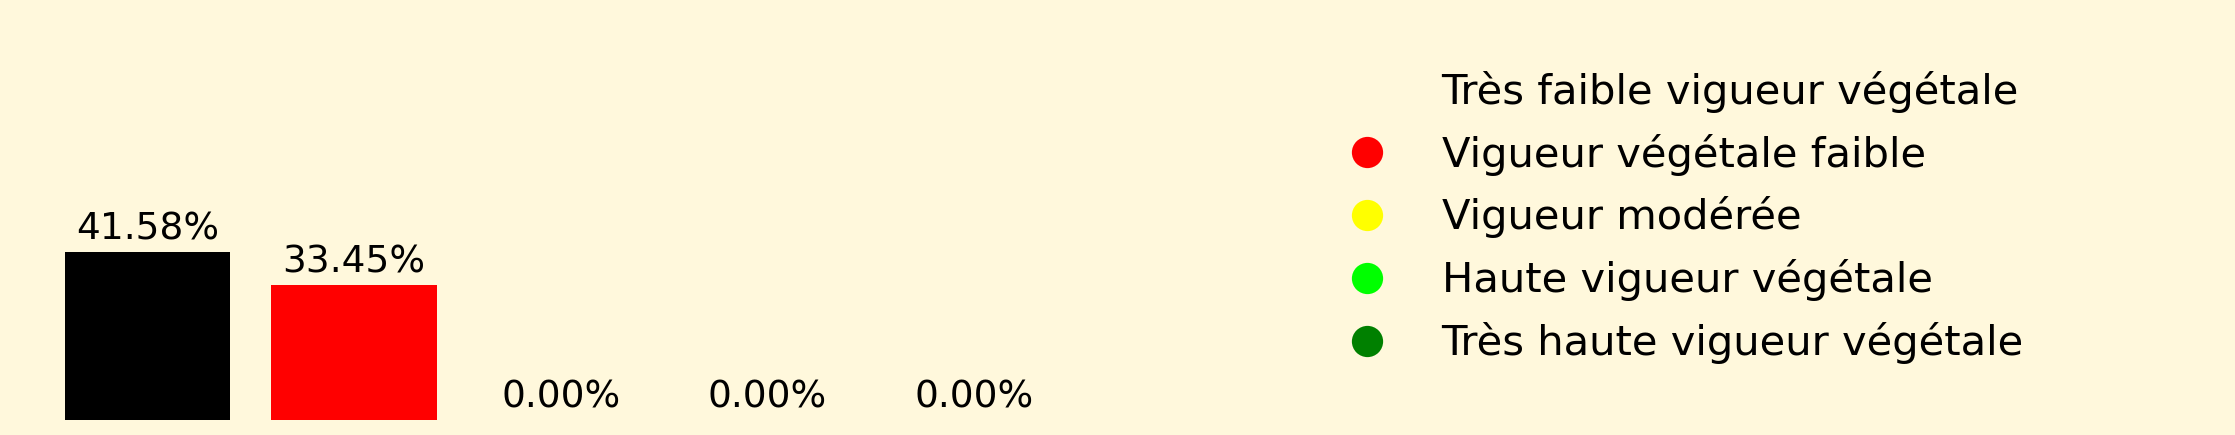 41.58%
33.45%
0.00%
0.00%
0.00%
Très faible vigueur végétale
Vigueur végétale faible
Vigueur modérée
Haute vigueur végétale
Très haute vigueur végétale